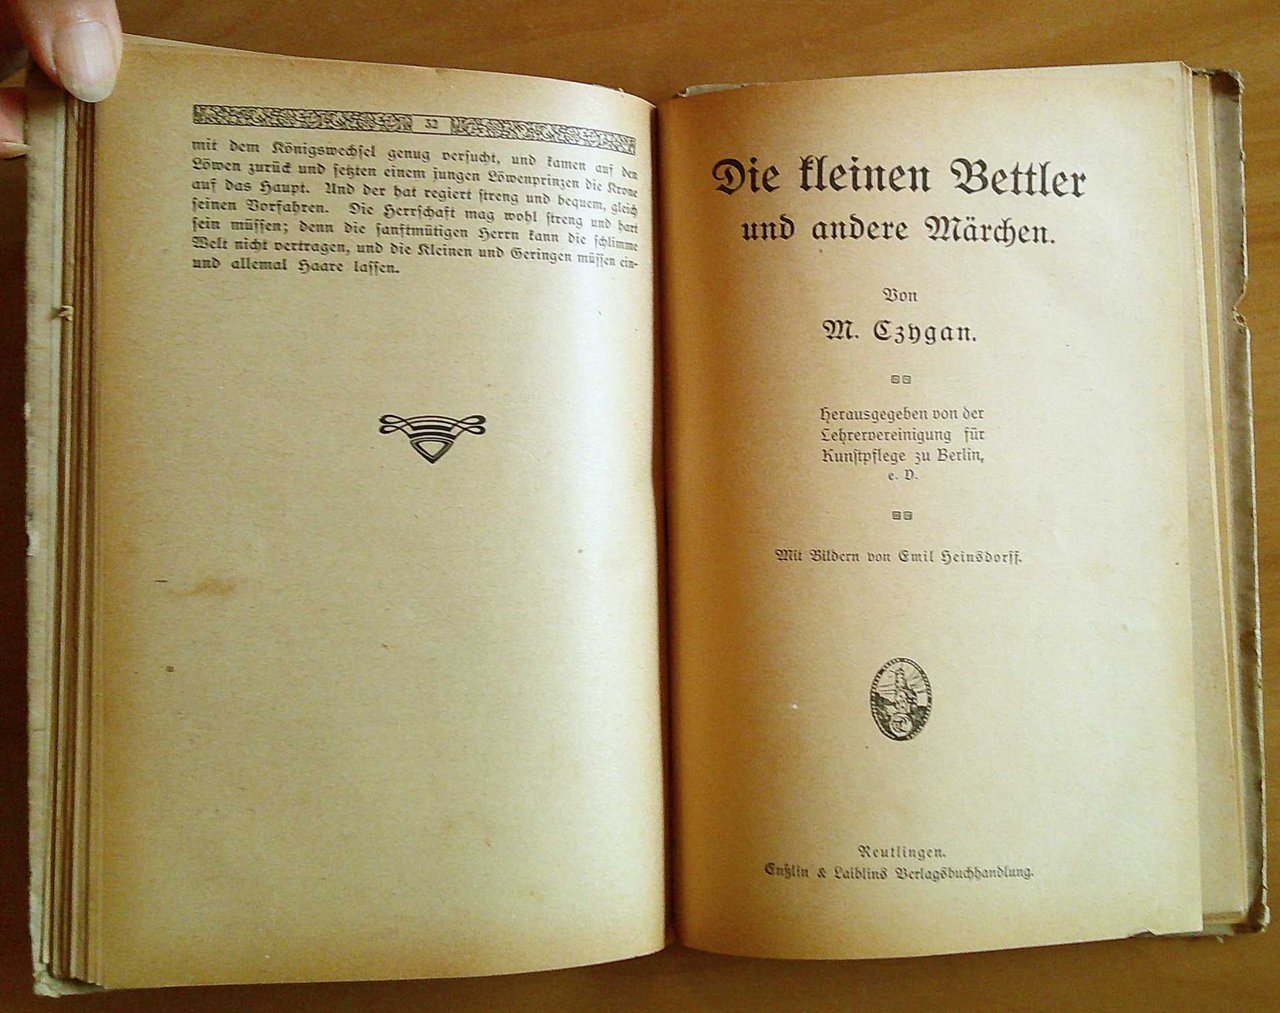 32
mit dem Königswechsel genug versucht, und kamen auf den
Löwen zurück und setzten einem jungen Löwenprinzen die Krone
auf das Haupt. Und der hat regiert streng und bequem, gleich
seinen Vorfahren. Die Herrschaft mag wohl streng und hart
sein müssen; denn die sanftmütigen Herrn kann die schlimme
Welt nicht vertragen, und die Kleinen und Geringen müssen ein-
und allemal Haare lassen.
Die kleinen Bettler
und andere Märchen.
Von
M. Czygan.
Herausgegeben von der
Lehrervereinigung für
Kunstpflege zu Berlin,
e. V.
Mit Bildern von Emil Heinsdorff.
Reutlingen.
Enßlin & Laiblins Verlagsbuchhandlung.